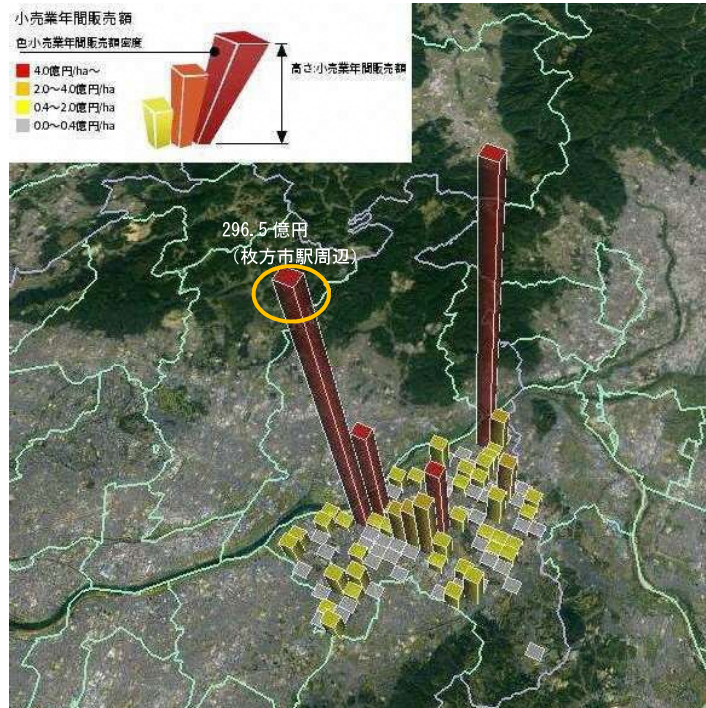 小売業年間販売額
色:小売業年間販売額密度
4.0億円/ha～
2.0～4.0億円/ha
0.4～2.0億円/ha
0.0～0.4億円/ha
高さ:小売業年間販売額
296.5億円
（枚方市駅周辺）